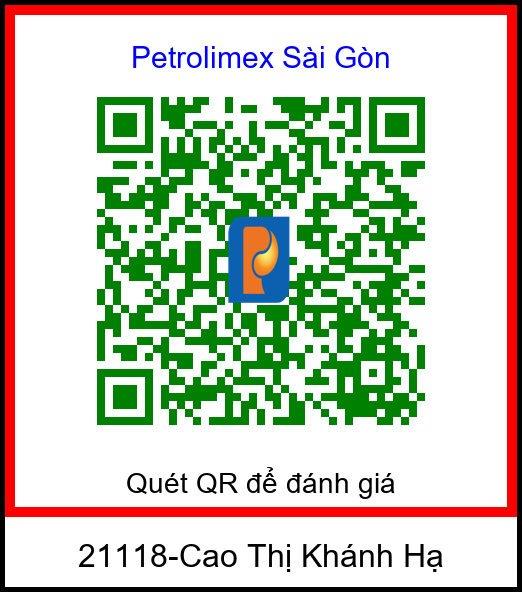 Petrolimex Sài Gòn
Quét QR để đánh giá
21118-Cao Thị Khánh Hạ